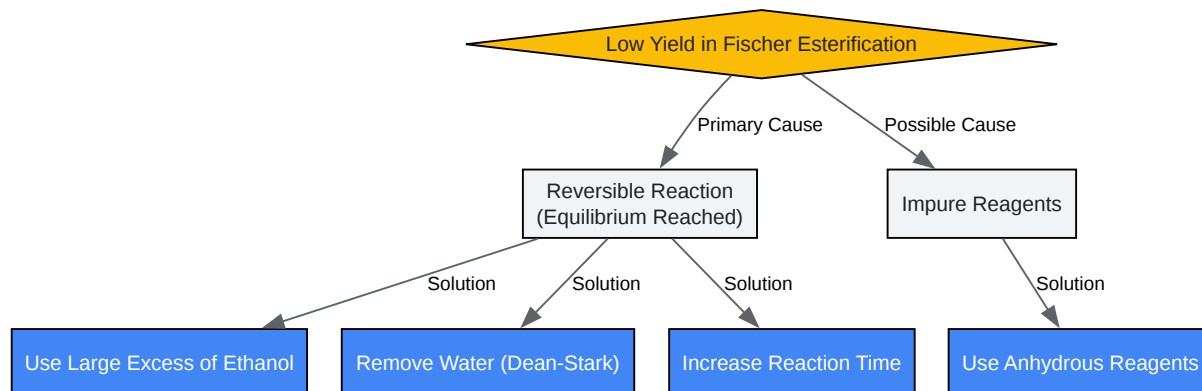 Low Yield in Fischer Esterification
Primary Cause
Possible Cause
Reversible Reaction
(Equilibrium Reached)
Impure Reagents
Solution
Solution
Solution
Solution
Use Large Excess of Ethanol
Remove Water (Dean-Stark)
Increase Reaction Time
Use Anhydrous Reagents